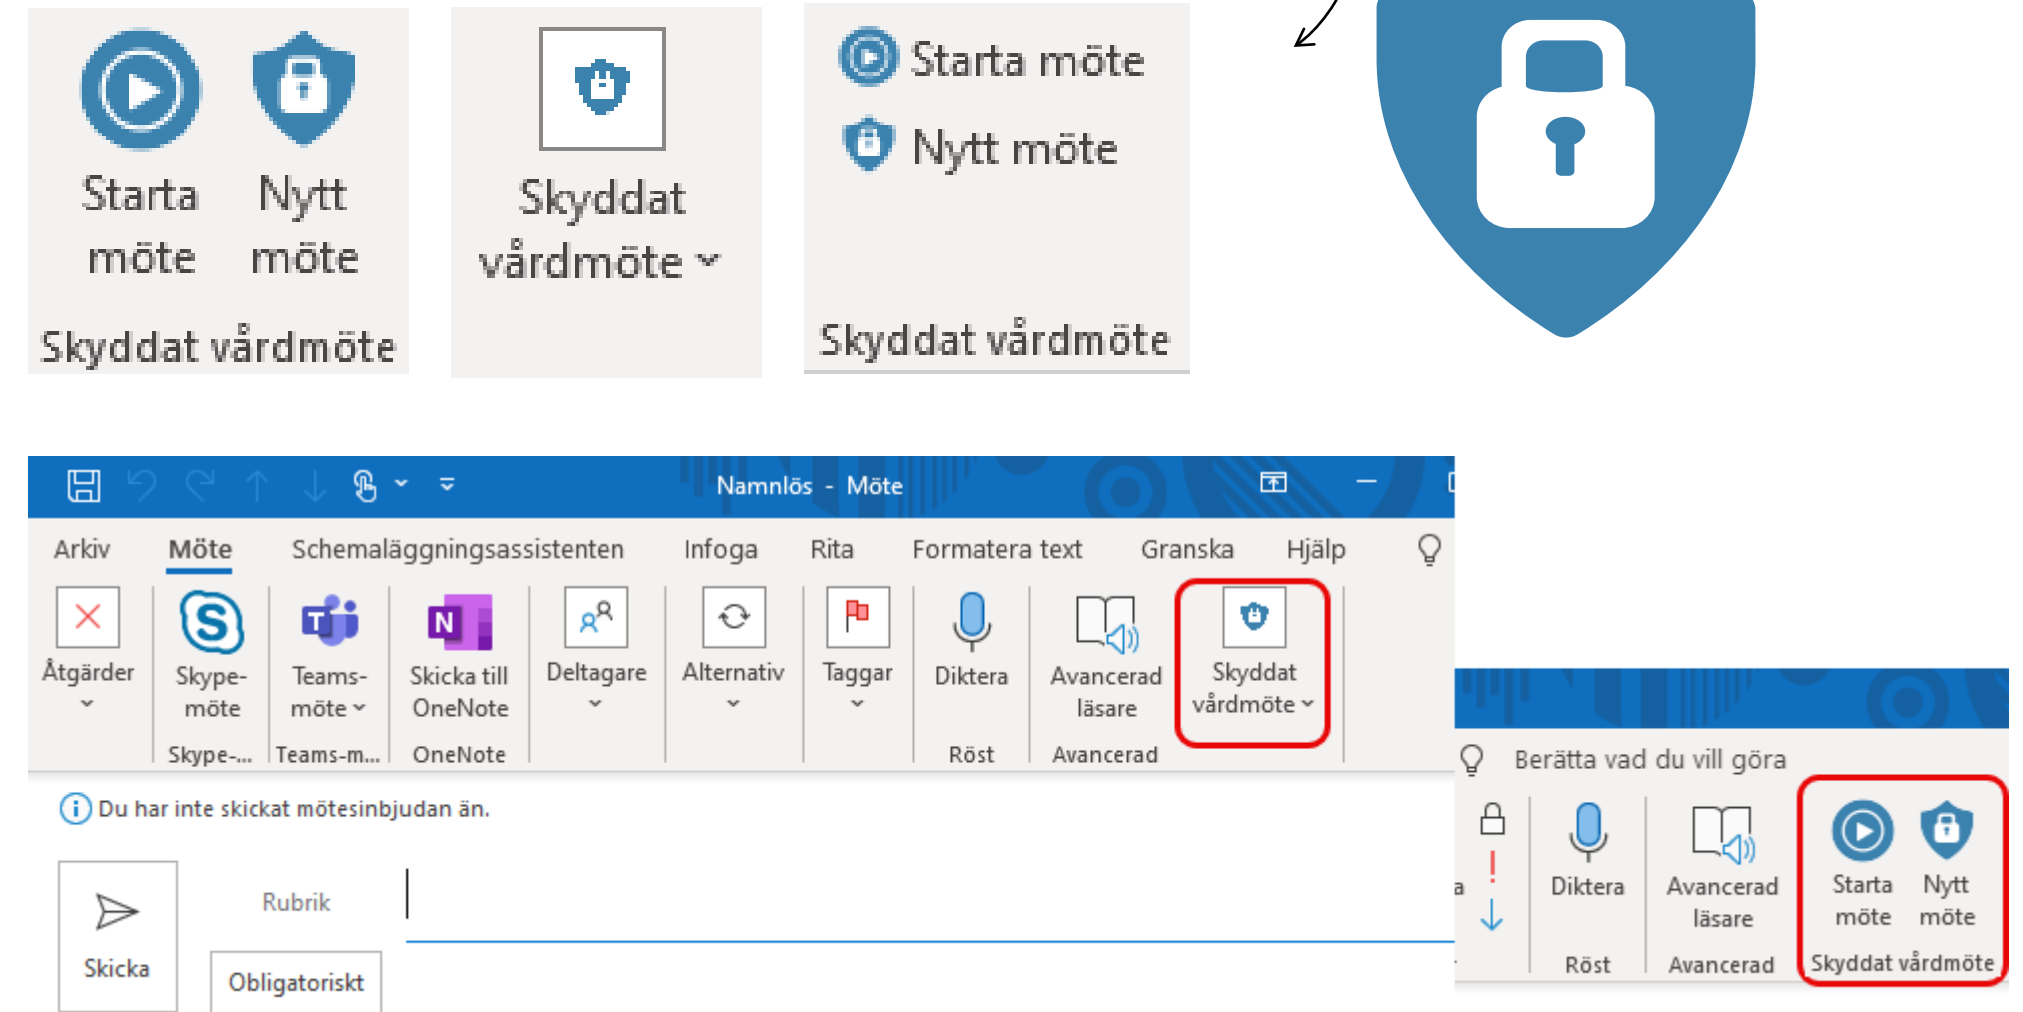 Starta
möte
Nytt
möte
Skyddat vårdmöte
Skyddat
vårdmöte
Starta möte
Nytt möte
Skyddat vårdmöte
Namnlös - Möte
Arkiv
Möte
Schemaläggningsassistenten
Infoga
Rita
Formatera text
Granska
Hjälp
Åtgärder
Skype-
möte
Skype-...
Teams-
möte
Teams-m...
Skicka till
OneNote
OneNote
Deltagare
Alternativ
Taggar
Diktera
Röst
Avancerad
läsare
Avancerad
Skyddat
vårdmöte
Du har inte skickat mötesinbjudan än.
Skicka
Rubrik
Obligatoriskt
Berätta vad du vill göra
a
Diktera
Röst
Avancerad
läsare
Avancerad
Starta
möte
Nytt
möte
Skyddat vårdmöte